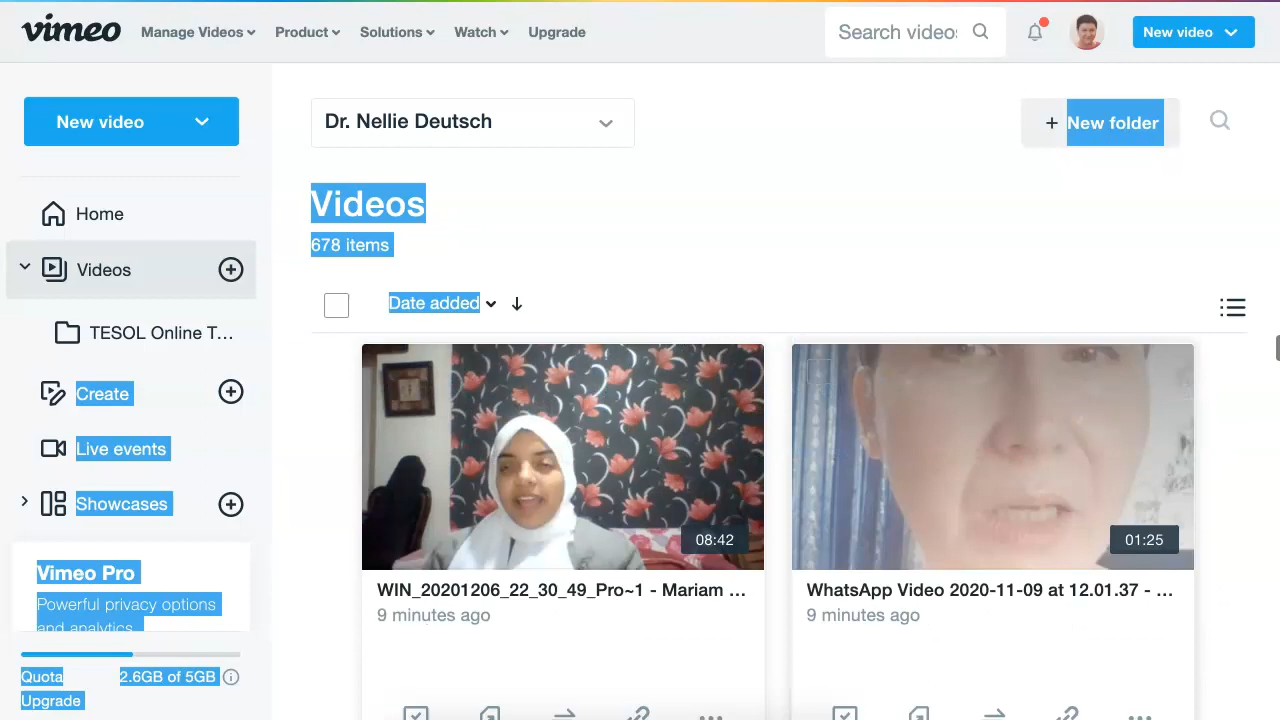 vimeo
Manage Videos
Product
Solutions
Watch
Upgrade
Search videos
New video
New video
Dr. Nellie Deutsch
+ New folder
Home
Videos
TESOL Online T...
Create
Live events
Showcases
Vimeo Pro
Powerful privacy options
and analytics
Quota
2.6GB of 5GB
Upgrade
Videos
678 items
Date added
08:42
01:25
WIN_20201206_22_30_49_Pro~1 - Mariam ...
9 minutes ago
WhatsApp Video 2020-11-09 at 12.01.37 - ...
9 minutes ago